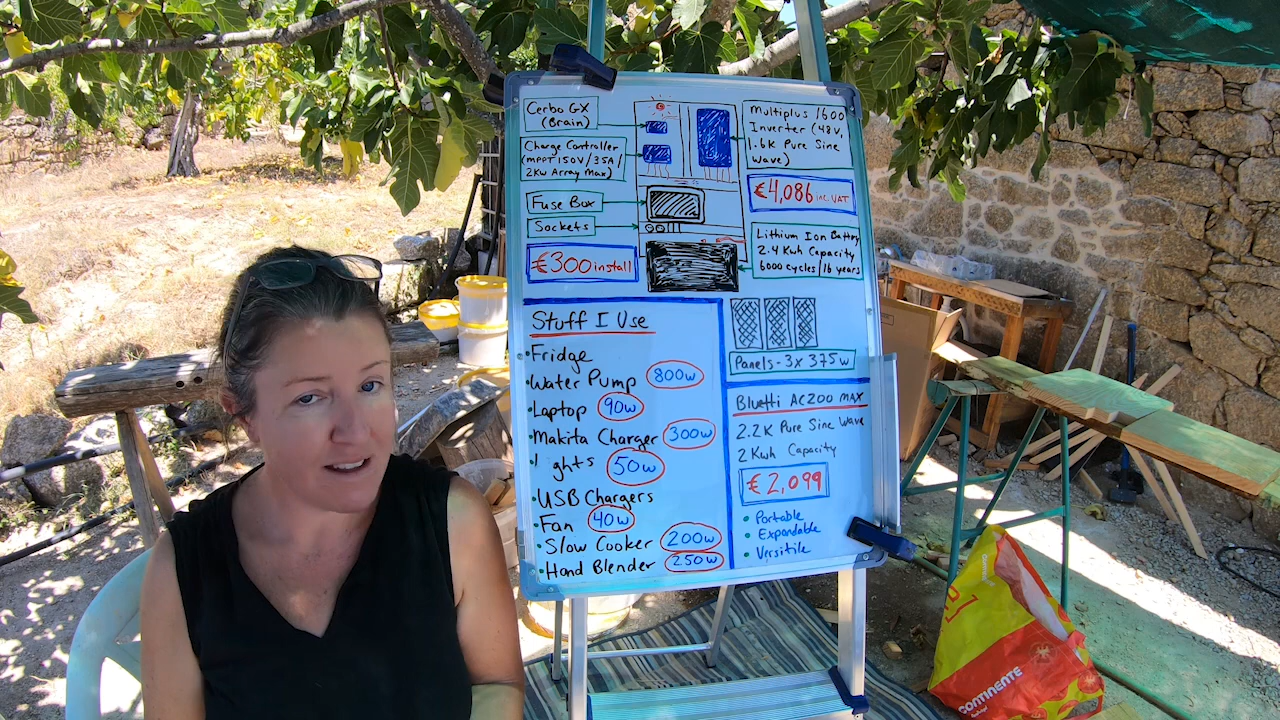 Cerbo GX
(Brain)
Charge Controller
(MPPT 150V/35A/
2Kw Array Max)
Fuse Box
Sockets
€300 install
Multiplus 1600
Inverter (48V,
1.6K Pure Sine
Wave)
€4,086 inc. VAT
Lithium Ion Battry
2.4 Kwh Capacity
6000 cycles/16 years
Panels - 3x 375w
Stuff I Use
•Fridge
•Water Pump 800w
•Laptop 90w
•Makita Charger 300w
•ights 50w
•USB Chargers
•Fan 40w
•Slow Cooker 200w
•Hand Blender 250w
Bluetti AC200 MAX
2.2K Pure Sine Wave
2 Kwh Capacity
€2,099
• Portable
• Expandable
• Versitile
CONTINENTE